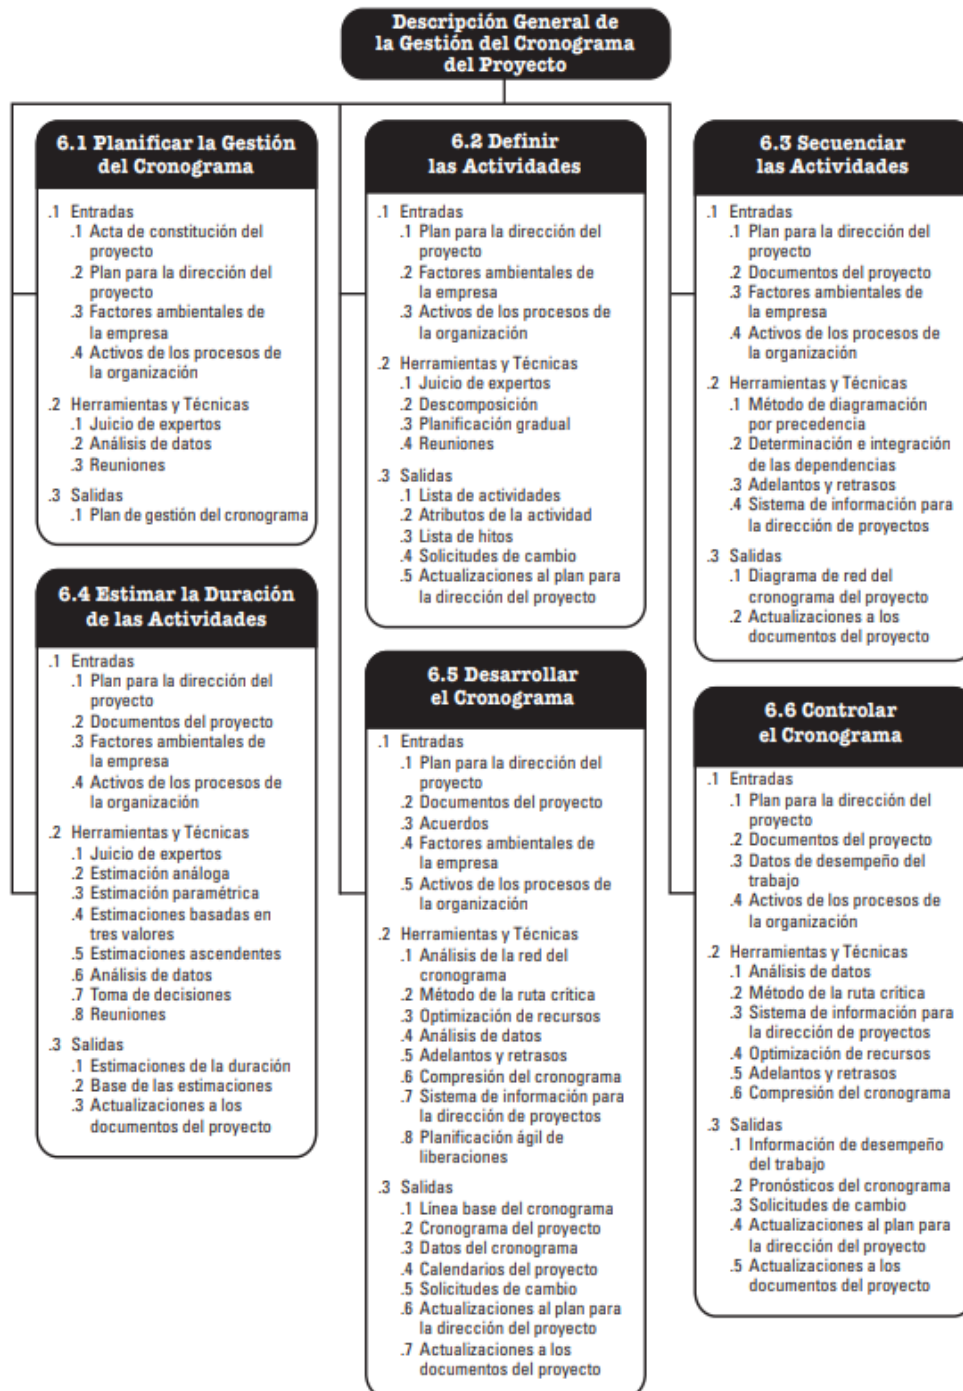 Descripción General de
la Gestión del Cronograma
del Proyecto
6.1 Planificar la Gestión
del Cronograma
.1 Entradas
.1 Acta de constitución del
proyecto
.2 Plan para la dirección del
proyecto
.3 Factores ambientales de
la empresa
.4 Activos de los procesos de
la organización
.2 Herramientas y Técnicas
.1 Juicio de expertos
.2 Análisis de datos
.3 Reuniones
.3 Salidas
.1 Plan de gestión del cronograma
6.2 Definir
las Actividades
.1 Entradas
.1 Plan para la dirección del
proyecto
.2 Factores ambientales de
la empresa
.3 Activos de los procesos de
la organización
.2 Herramientas y Técnicas
.1 Juicio de expertos
.2 Descomposición
.3 Planificación gradual
.4 Reuniones
.3 Salidas
.1 Lista de actividades
.2 Atributos de la actividad
.3 Lista de hitos
.4 Solicitudes de cambio
.5 Actualizaciones al plan para
la dirección del proyecto
6.3 Secuenciar
las Actividades
.1 Entradas
.1 Plan para la dirección del
proyecto
.2 Documentos del proyecto
.3 Factores ambientales de
la empresa
.4 Activos de los procesos de
la organización
.2 Herramientas y Técnicas
.1 Método de diagramación
por precedencia
.2 Determinación e integración
de las dependencias
.3 Adelantos y retrasos
.4 Sistema de información para
la dirección de proyectos
.3 Salidas
.1 Diagrama de red del
cronograma del proyecto
.2 Actualizaciones a los
documentos del proyecto
6.4 Estimar la Duración
de las Actividades
.1 Entradas
.1 Plan para la dirección del
proyecto
.2 Documentos del proyecto
.3 Factores ambientales de
la empresa
.4 Activos de los procesos de
la organización
.2 Herramientas y Técnicas
.1 Juicio de expertos
.2 Estimación análoga
.3 Estimación paramétrica
.4 Estimaciones basadas en
tres valores
.5 Estimaciones ascendentes
.6 Análisis de datos
.7 Toma de decisiones
.8 Reuniones
.3 Salidas
.1 Estimaciones de la duración
.2 Base de las estimaciones
.3 Actualizaciones a los
documentos del proyecto
6.5 Desarrollar
el Cronograma
.1 Entradas
.1 Plan para la dirección del
proyecto
.2 Documentos del proyecto
.3 Acuerdos
.4 Factores ambientales de
la empresa
.5 Activos de los procesos de
la organización
.2 Herramientas y Técnicas
.1 Análisis de la red del
cronograma
.2 Método de la ruta crítica
.3 Optimización de recursos
.4 Análisis de datos
.5 Adelantos y retrasos
.6 Compresión del cronograma
.7 Sistema de información para
la dirección de proyectos
.8 Planificación ágil de
liberaciones
.3 Salidas
.1 Línea base del cronograma
.2 Cronograma del proyecto
.3 Datos del cronograma
.4 Calendarios del proyecto
.5 Solicitudes de cambio
.6 Actualizaciones al plan para
la dirección del proyecto
.7 Actualizaciones a los
documentos del proyecto
6.6 Controlar
el Cronograma
.1 Entradas
.1 Plan para la dirección del
proyecto
.2 Documentos del proyecto
.3 Datos de desempeño del
trabajo
.4 Activos de los procesos de
la organización
.2 Herramientas y Técnicas
.1 Análisis de datos
.2 Método de la ruta crítica
.3 Sistema de información para
la dirección de proyectos
.4 Optimización de recursos
.5 Adelantos y retrasos
.6 Compresión del cronograma
.3 Salidas
.1 Información de desempeño
del trabajo
.2 Pronósticos del cronograma
.3 Solicitudes de cambio
.4 Actualizaciones al plan para
la dirección del proyecto
.5 Actualizaciones a los
documentos del proyecto